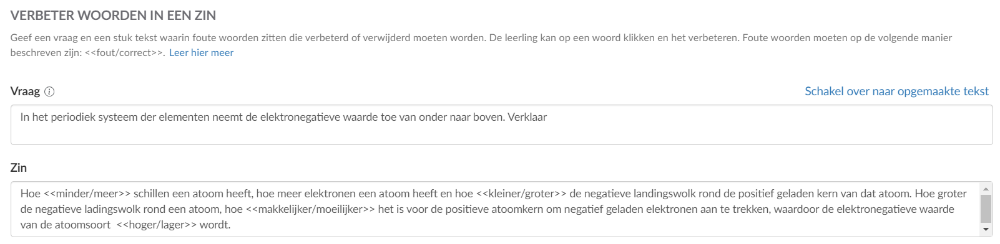 VERBETER WOORDEN IN EEN ZIN
Geef een vraag en een stuk tekst waarin foute woorden zitten die verbeterd of verwijderd moeten worden. De leerling kan op een woord klikken en het verbeteren. Foute woorden moeten op de volgende manier
beschreven zijn: <<fout/correct>>. Leer hier meer
Vraag
Schakel over naar opgemaakte tekst
In het periodiek systeem der elementen neemt de elektronegatieve waarde toe van onder naar boven. Verklaar
Zin
Hoe <<minder/meer>> schillen een atoom heeft, hoe meer elektronen een atoom heeft en hoe <<kleiner/groter>> de negatieve landingswolk rond de positief geladen kern van dat atoom. Hoe groter
de negatieve ladingswolk rond een atoom, hoe <<makkelijker/moeilijker>> het is voor de positieve atoomkern om negatief geladen elektronen aan te trekken, waardoor de elektronegatieve waarde
van de atoomsoort  <<hoger/lager>> wordt.